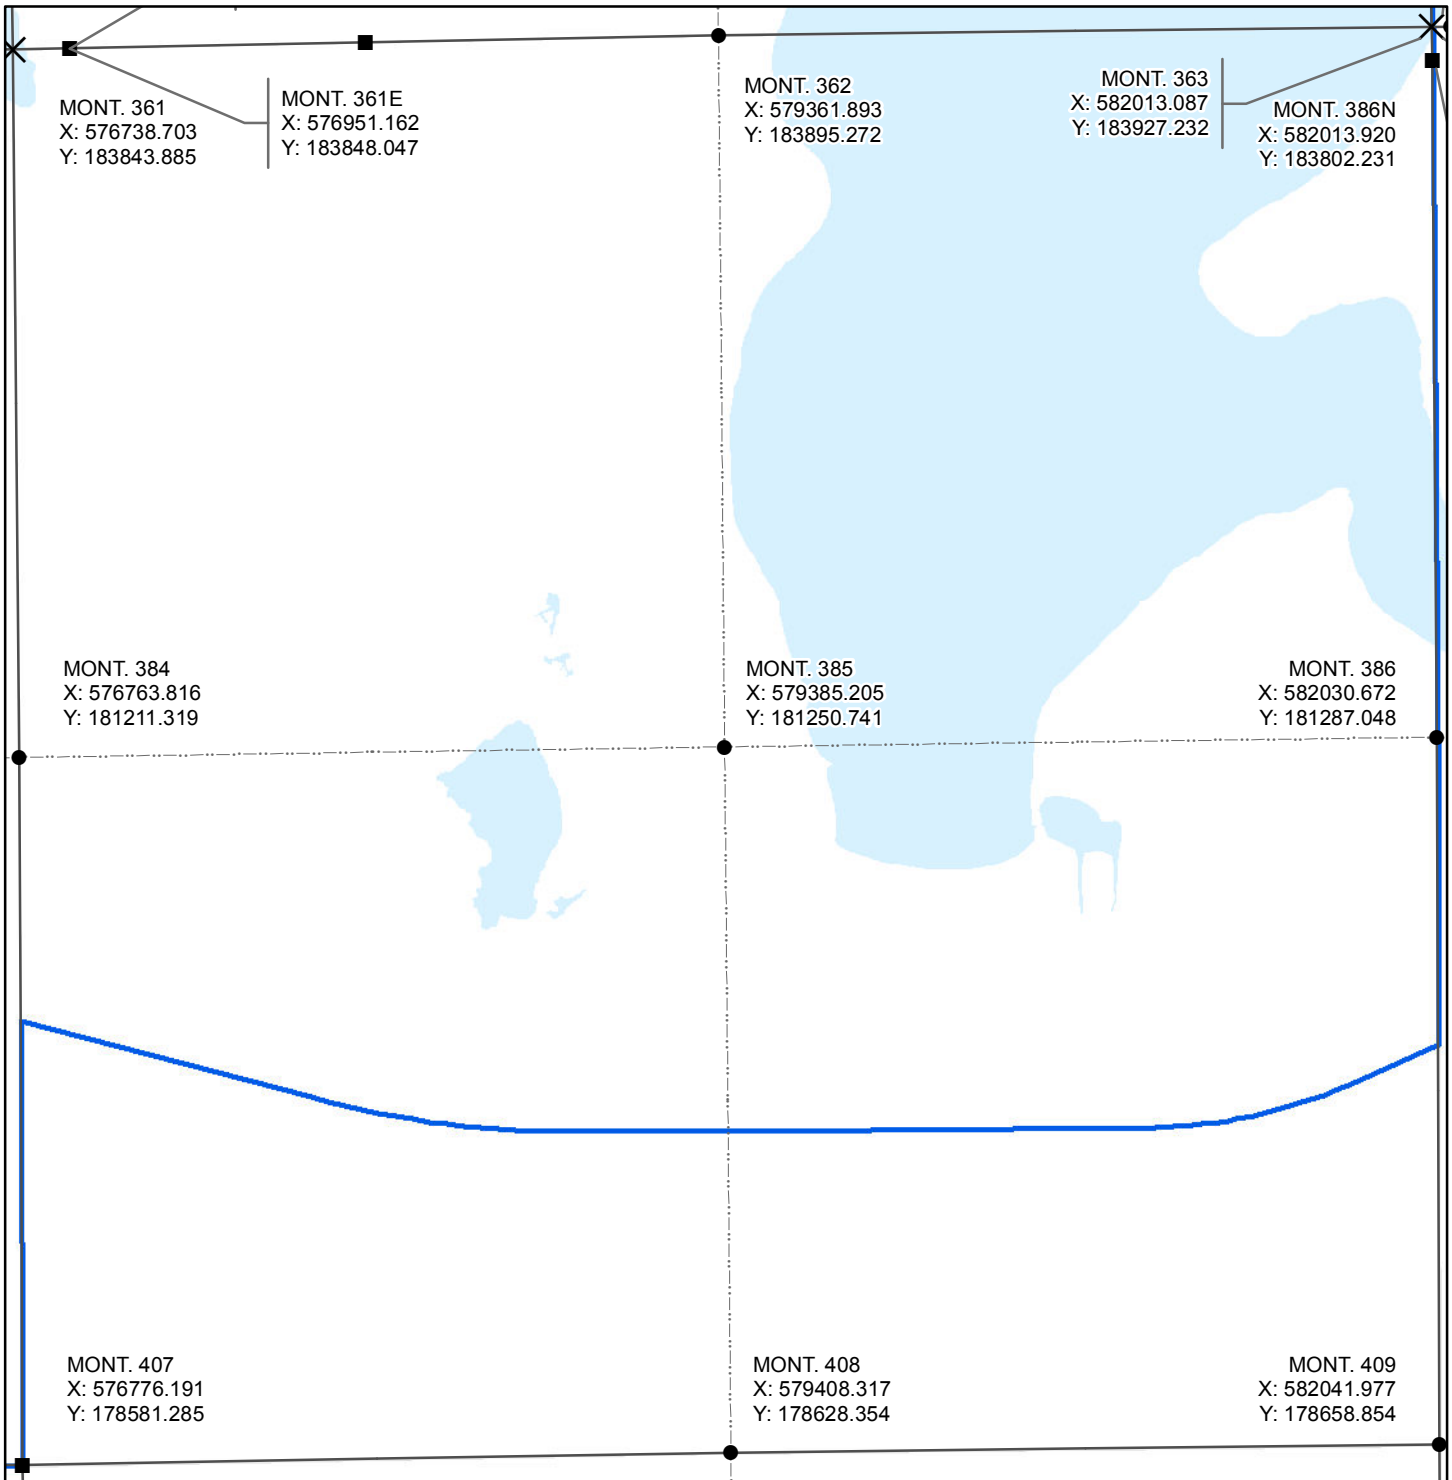 MONT. 361
X: 576738.703
Y: 183843.885
MONT. 361E
X: 576951.162
Y: 183848.047
MONT. 362
X: 579361.893
Y: 183895.272
MONT. 363
X: 582013.087
Y: 183927.232
MONT. 386N
X: 582013.920
Y: 183802.231
MONT. 384
X: 576763.816
Y: 181211.319
MONT. 385
X: 579385.205
Y: 181250.741
MONT. 386
X: 582030.672
Y: 181287.048
MONT. 407
X: 576776.191
Y: 178581.285
MONT. 408
X: 579408.317
Y: 178628.354
MONT. 409
X: 582041.977
Y: 178658.854